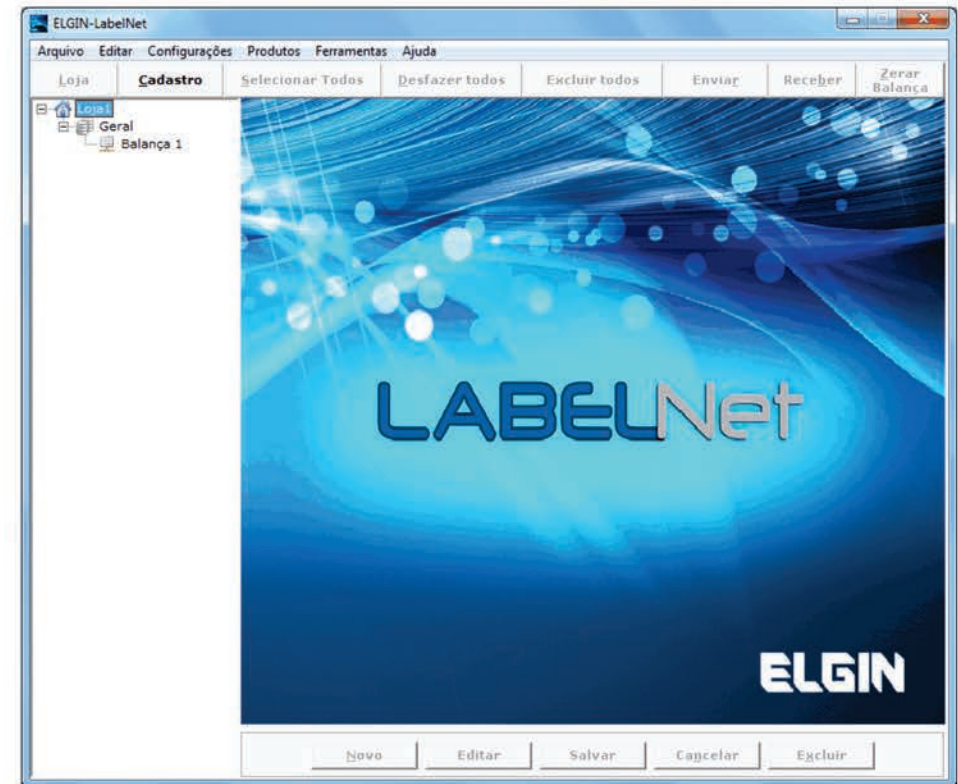 ELGIN-LabelNet
Arquivo Editar Configurações Produtos Ferramentas Ajuda
Loja Cadastro Selecionar Todos Desfazer todos Excluir todos Enviar Receber Zerar Balança
Loja1
Geral
Balança 1
LABELNet
ELGIN
Novo Editar Salvar Cancelar Excluir